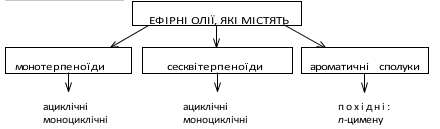 ЕФІРНІ ОЛІЇ, ЯКІ МІСТЯТЬ
монотерпеноїди
сесквітерпеноїди
ароматичні сполуки
ациклічні
моноциклічні
ациклічні
моноциклічні
похідні:
n-цимену